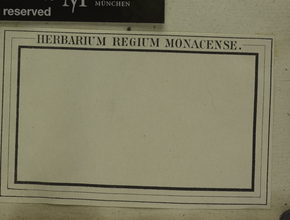 M
MÜNCHEN
reserved
HERBARIUM REGIUM MONACENSE.